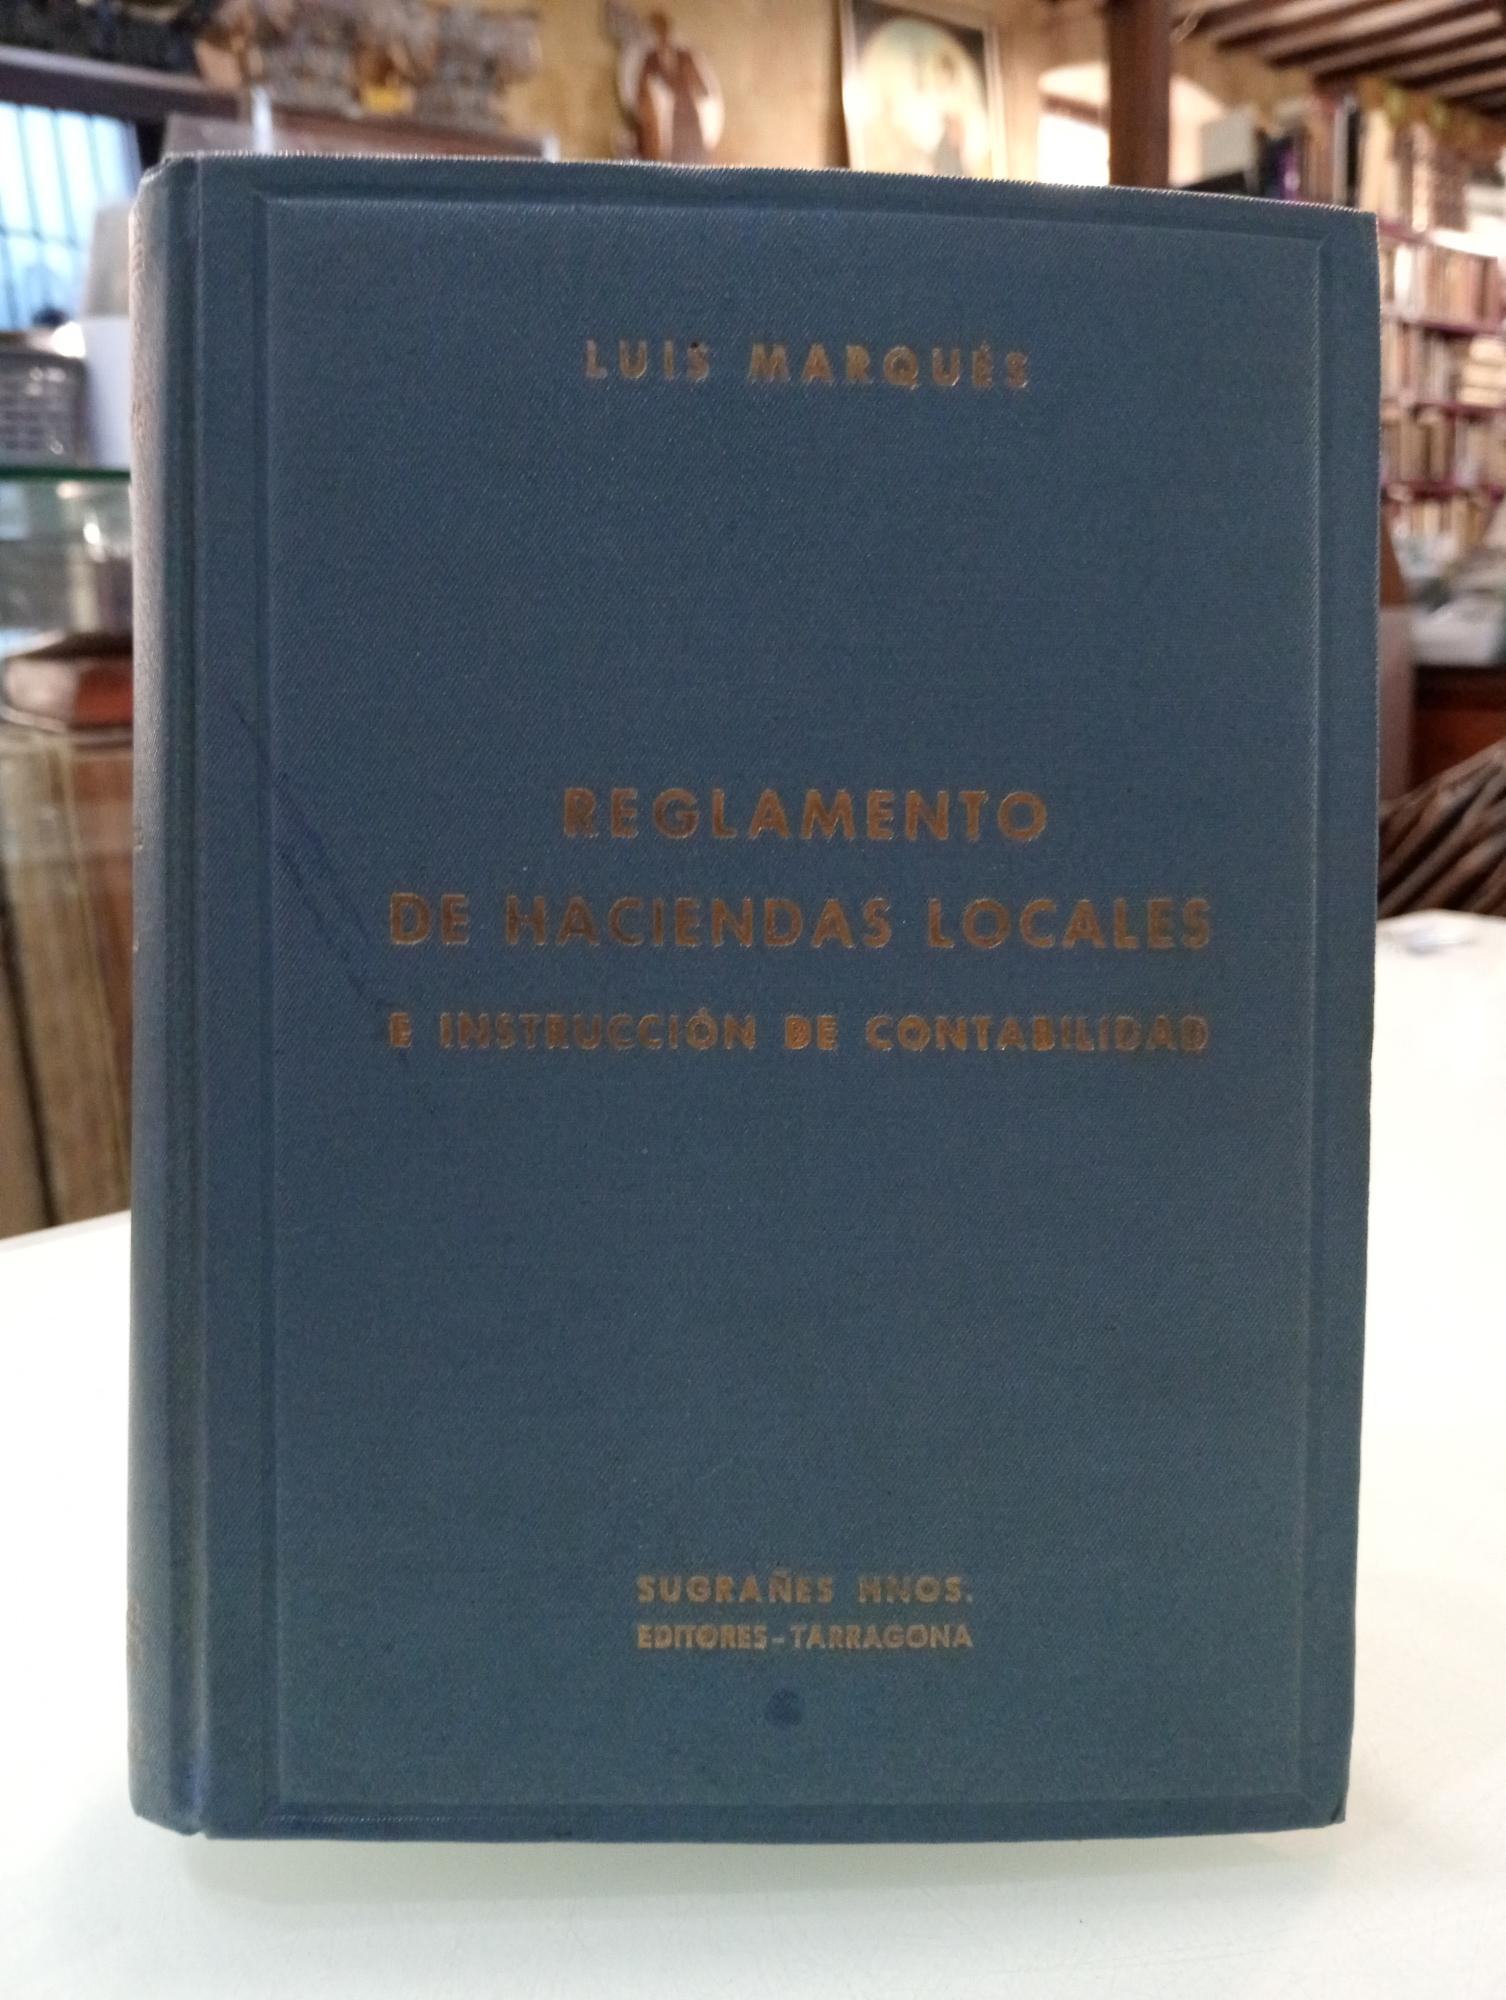 LUIS MARQUÉS
REGLAMENTO
DE HACIENDAS LOCALES
E INSTRUCCIÓN DE CONTABILIDAD
SUGRAÑES HNOS.
EDITORES-TARRAGONA